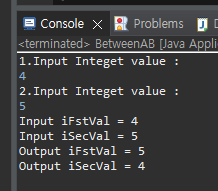 Console
Problems
<terminated> BetweenAB [Java Appli
1.Input Integet value :
4
2.Input Integet value :
5
Input iFstVal = 4
Input iSecVal = 5
Output iFstVal = 5
Output iSecVal = 4